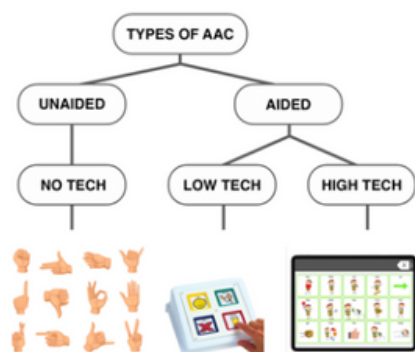 TYPES OF AAC
UNAIDED
AIDED
NO TECH
LOW TECH
HIGH TECH